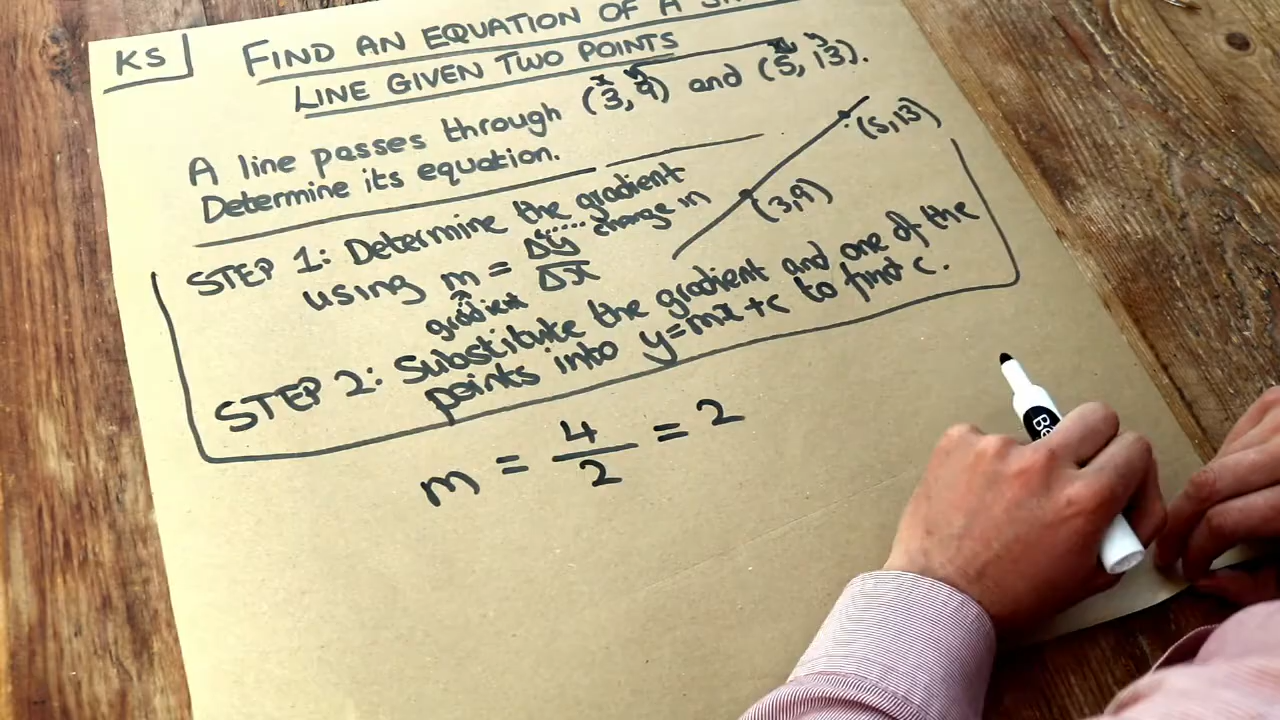 KS
FIND AN EQUATION OF A
LINE GIVEN TWO POINTS
x y x y
A line passes through (3,9) and (5,13).
Determine its equation.
(5,13)
(3,9)
STEP 1: Determine the gradient
using m = Δy/Δx change in
gradient
STEP 2: Substitute the gradient and one of the
points into y=mx+c to find c.
m = 4/2 = 2
Be